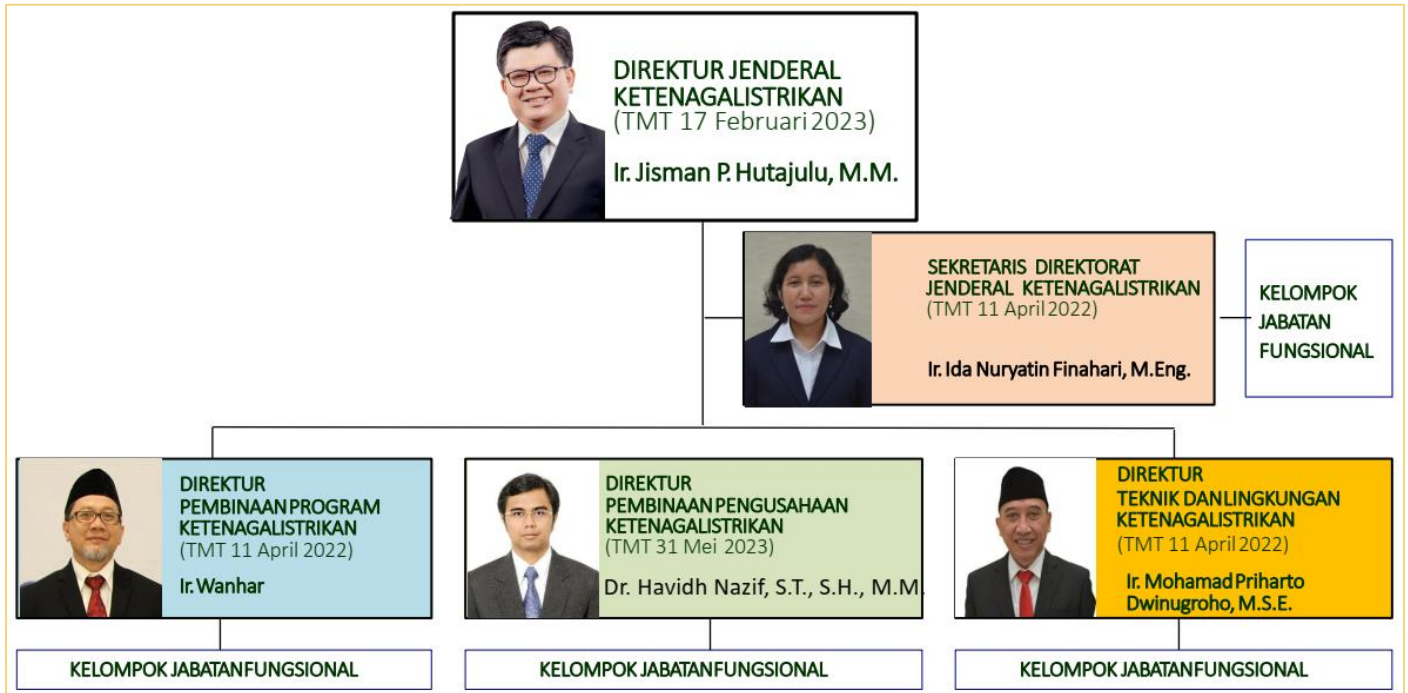 DIREKTUR JENDERAL
KETENAGALISTRIKAN
(TMT 17 Februari 2023)
Ir. Jisman P. Hutajulu, M.M.
SEKRETARIS DIREKTORAT
JENDERAL KETENAGALISTRIKAN
(TMT 11 April 2022)
Ir. Ida Nuryatin Finahari, M.Eng.
KELOMPOK
JABATAN
FUNGSIONAL
DIREKTUR
PEMBINAAN PROGRAM
KETENAGALISTRIKAN
(TMT 11 April 2022)
Ir. Wanhar
DIREKTUR
PEMBINAAN PENGUSAHAAN
KETENAGALISTRIKAN
(TMT 31 Mei 2023)
Dr. Havidh Nazif, S.T., S.H., M.M.
DIREKTUR
TEKNIK DAN LINGKUNGAN
KETENAGALISTRIKAN
(TMT 11 April 2022)
Ir. Mohamad Priharto
Dwinugroho, M.S.E.
KELOMPOK JABATAN FUNGSIONAL
KELOMPOK JABATAN FUNGSIONAL
KELOMPOK JABATAN FUNGSIONAL